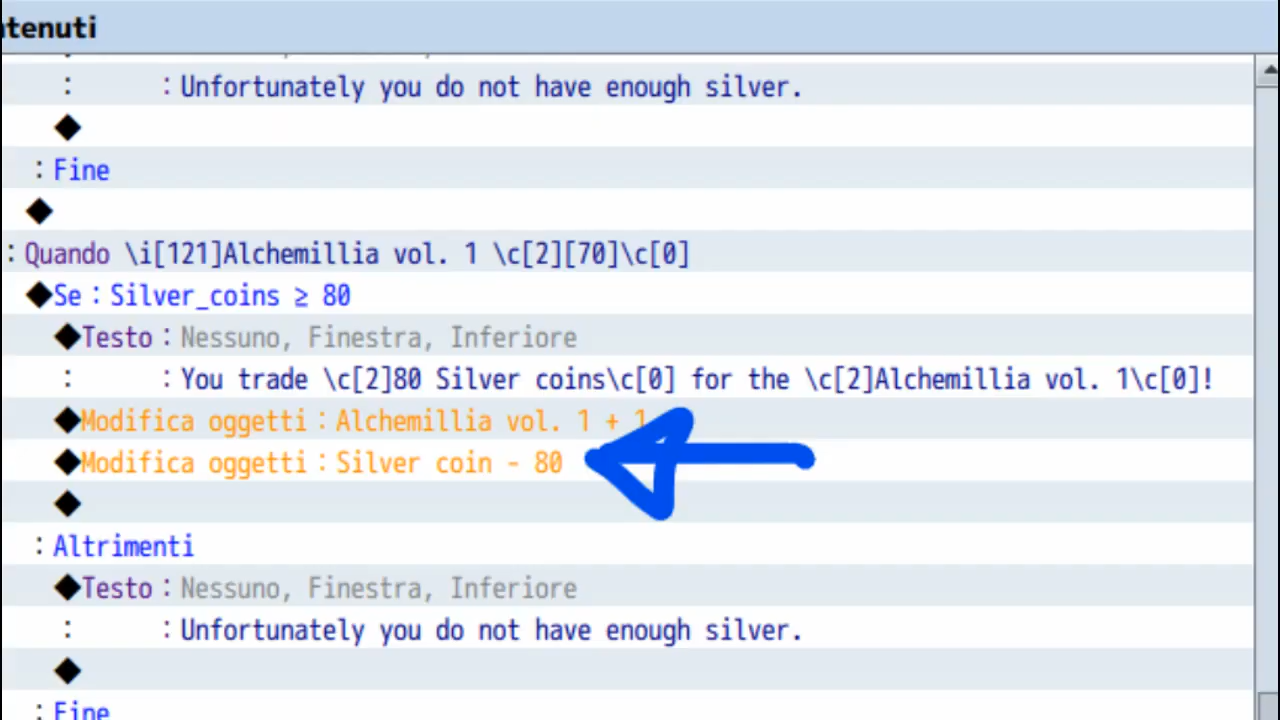 ntenuti
: :Unfortunately you do not have enough silver.
◆
:Fine
◆
:Quando \i[121]Alchemillia vol. 1 \c[2][70]\c[0]
◆Se:Silver_coins ≥ 80
◆Testo:Nessuno, Finestra, Inferiore
: :You trade \c[2]80 Silver coins\c[0] for the \c[2]Alchemillia vol. 1\c[0]!
◆Modifica oggetti:Alchemillia vol. 1 + 1
◆Modifica oggetti:Silver coin - 80
◆
:Altrimenti
◆Testo:Nessuno, Finestra, Inferiore
: :Unfortunately you do not have enough silver.
◆
:Fine